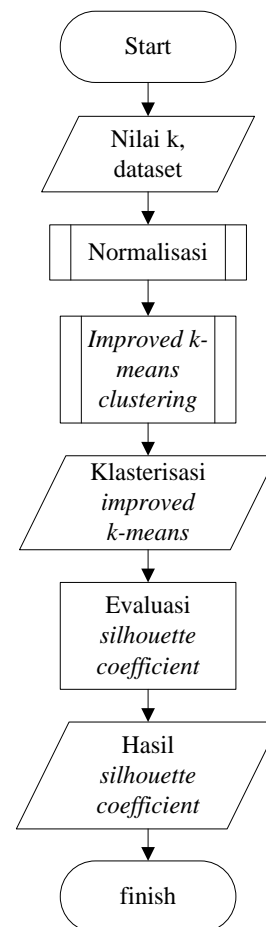 Start
Nilai k,
dataset
Normalisasi
Improved k-
means
clustering
Klasterisasi
improved
k-means
Evaluasi
silhouette
coefficient
Hasil
silhouette
coefficient
finish